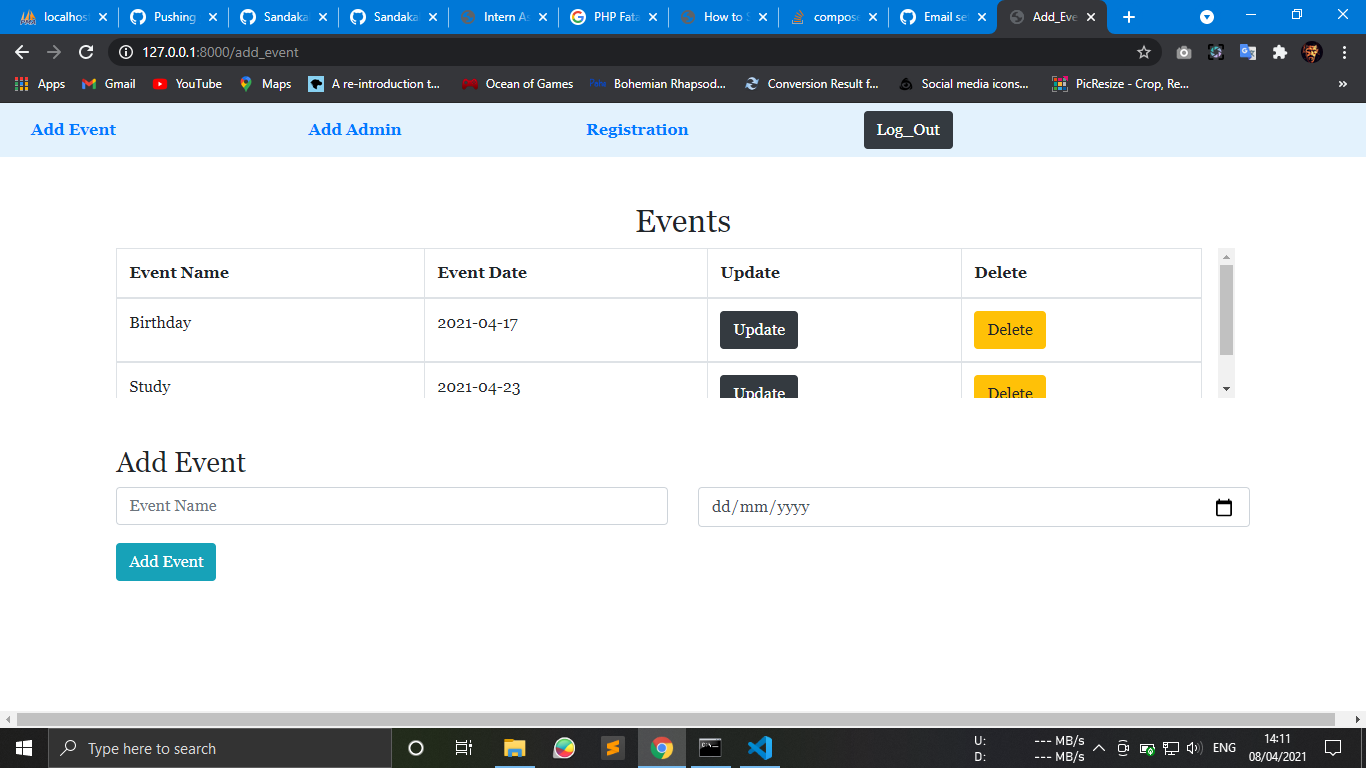 localhos Pushing Sandaka Sandaka Intern As PHP Fata How to S compose Email se Add_Eve
127.0.0.1:8000/add_event
Apps Gmail YouTube Maps A re-introduction t... Ocean of Games Bohemian Rhapsod... Conversion Result f... Social media icons... PicResize - Crop, Re... »
Add Event Add Admin Registration Log_Out
Events
Event Name Event Date Update Delete
Birthday 2021-04-17 Update Delete
Study 2021-04-23 Update Delete
Add Event
Event Name dd/mm/yyyy
Add Event
Type here to search
U: --- MB/s
D: --- MB/s
ENG
14:11
08/04/2021